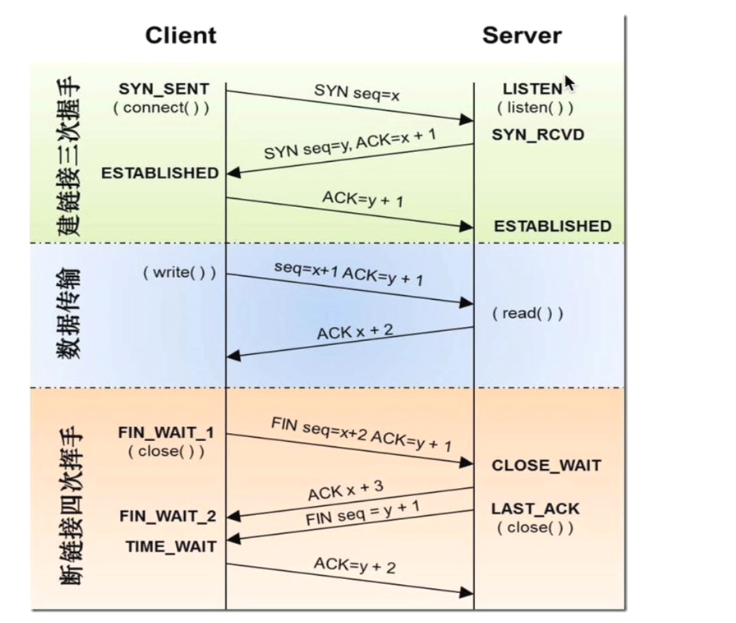 Client
Server
建链接三次握手
SYN_SENT
( connect( ) )
SYN seq=x
LISTEN
( listen( ) )
SYN_RCVD
SYN seq=y, ACK=x + 1
ESTABLISHED
ACK=y + 1
ESTABLISHED
数据传输
( write( ) )
seq=x+1 ACK=y + 1
( read( ) )
ACK x + 2
断链接四次挥手
FIN_WAIT_1
( close( ) )
FIN seq=x+2 ACK=y + 1
CLOSE_WAIT
ACK x + 3
FIN_WAIT_2
FIN seq = y + 1
LAST_ACK
( close( ) )
TIME_WAIT
ACK=y + 2